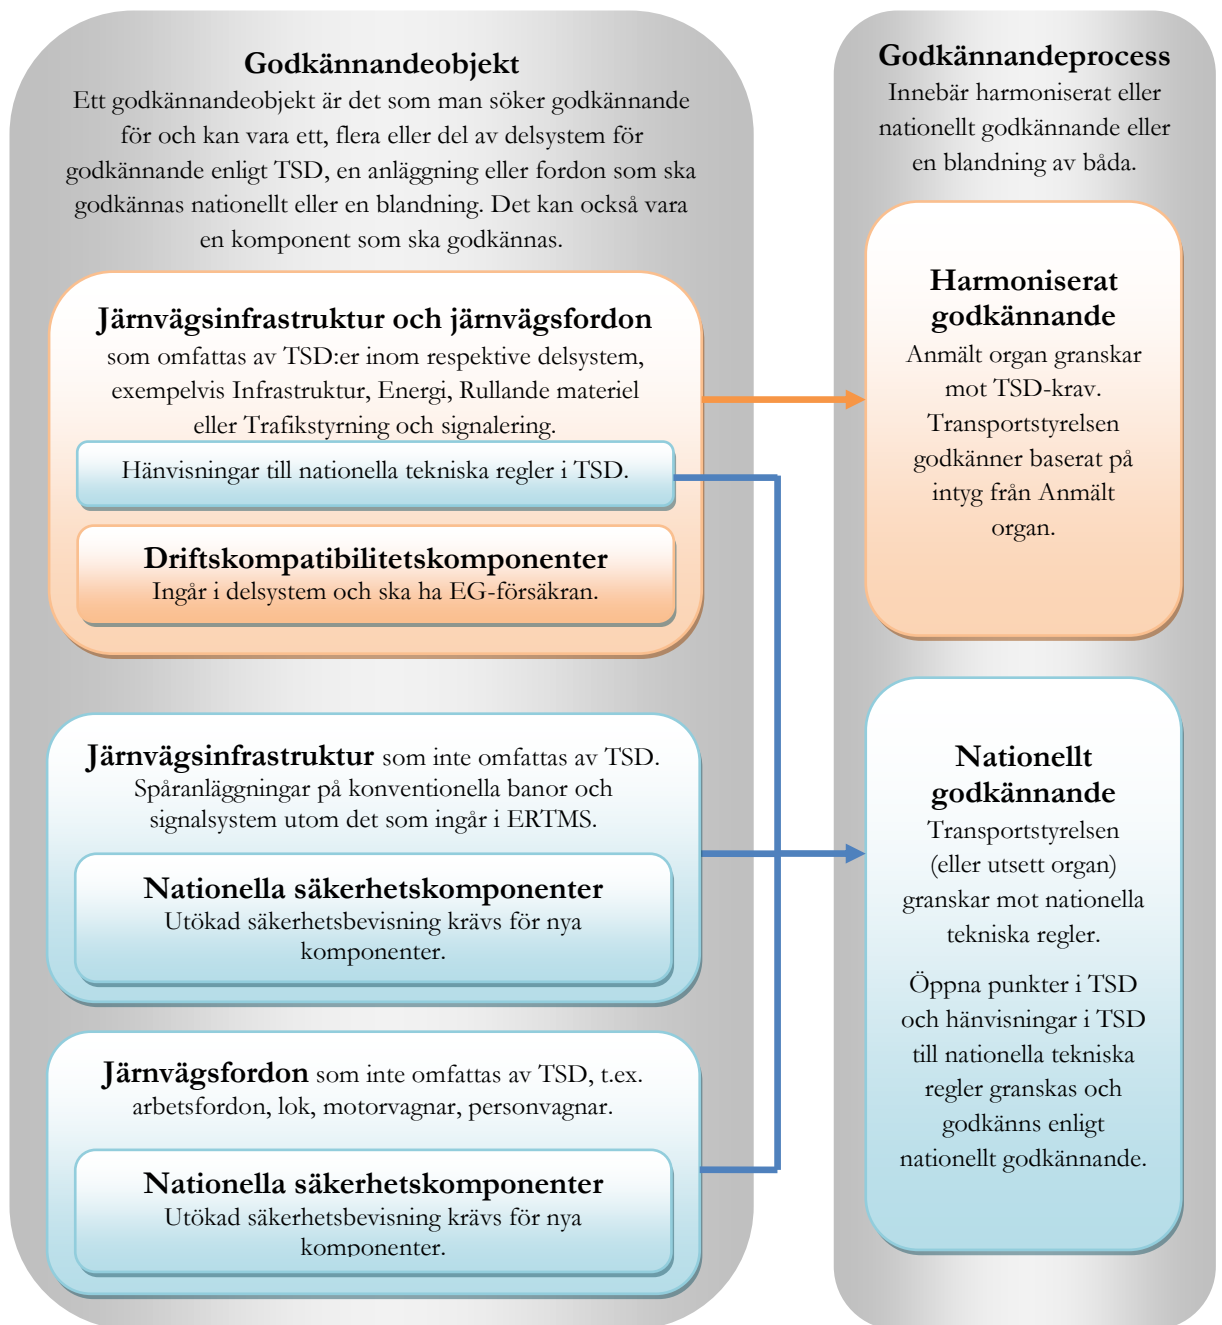 Godkännandeobjekt
Ett godkännandeobjekt är det som man söker godkännande
för och kan vara ett, flera eller del av delsystem för
godkännande enligt TSD, en anläggning eller fordon som ska
godkännas nationellt eller en blandning. Det kan också vara
en komponent som ska godkännas.
Järnvägsinfrastruktur och järnvägsfordon
som omfattas av TSD:er inom respektive delsystem,
exempelvis Infrastruktur, Energi, Rullande materiel
eller Trafikstyrning och signalering.
Hänvisningar till nationella tekniska regler i TSD.
Driftskompatibilitetskomponenter
Ingår i delsystem och ska ha EG-försäkran.
Järnvägsinfrastruktur som inte omfattas av TSD.
Spåranläggningar på konventionella banor och
signalsystem utom det som ingår i ERTMS.
Nationella säkerhetskomponenter
Utökad säkerhetsbevisning krävs för nya
komponenter.
Järnvägsfordon som inte omfattas av TSD, t.ex.
arbetsfordon, lok, motorvagnar, personvagnar.
Nationella säkerhetskomponenter
Utökad säkerhetsbevisning krävs för nya
komponenter.
Godkännandeprocess
Innebär harmoniserat eller
nationellt godkännande eller
en blandning av båda.
Harmoniserat
godkännande
Anmält organ granskar
mot TSD-krav.
Transportstyrelsen
godkänner baserat på
intyg från Anmält
organ.
Nationellt
godkännande
Transportstyrelsen
(eller utsett organ)
granskar mot nationella
tekniska regler.
Öppna punkter i TSD
och hänvisningar i TSD
till nationella tekniska
regler granskas och
godkänns enligt
nationellt godkännande.